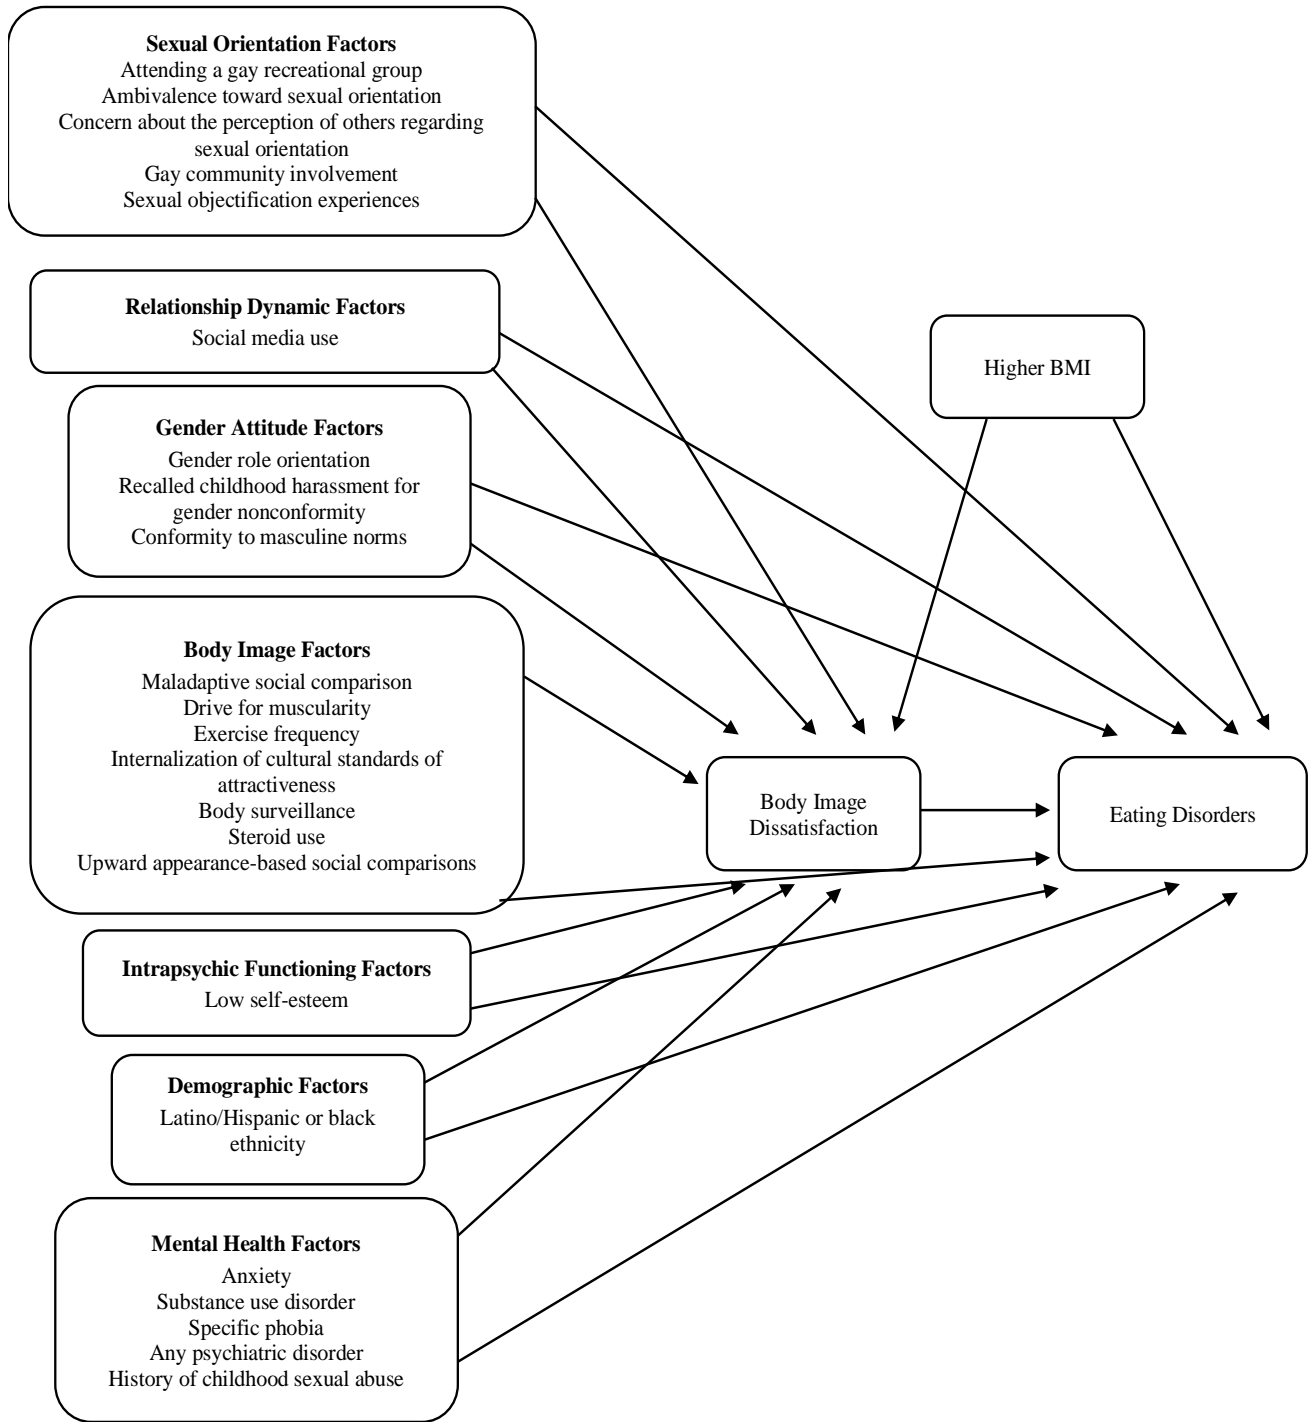 Sexual Orientation Factors
Attending a gay recreational group
Ambivalence toward sexual orientation
Concern about the perception of others regarding
sexual orientation
Gay community involvement
Sexual objectification experiences
Relationship Dynamic Factors
Social media use
Higher BMI
Gender Attitude Factors
Gender role orientation
Recalled childhood harassment for
gender nonconformity
Conformity to masculine norms
Body Image Factors
Maladaptive social comparison
Drive for muscularity
Exercise frequency
Internalization of cultural standards of
attractiveness
Body surveillance
Steroid use
Upward appearance-based social comparisons
Body Image
Dissatisfaction
Eating Disorders
Intrapsychic Functioning Factors
Low self-esteem
Demographic Factors
Latino/Hispanic or black
ethnicity
Mental Health Factors
Anxiety
Substance use disorder
Specific phobia
Any psychiatric disorder
History of childhood sexual abuse